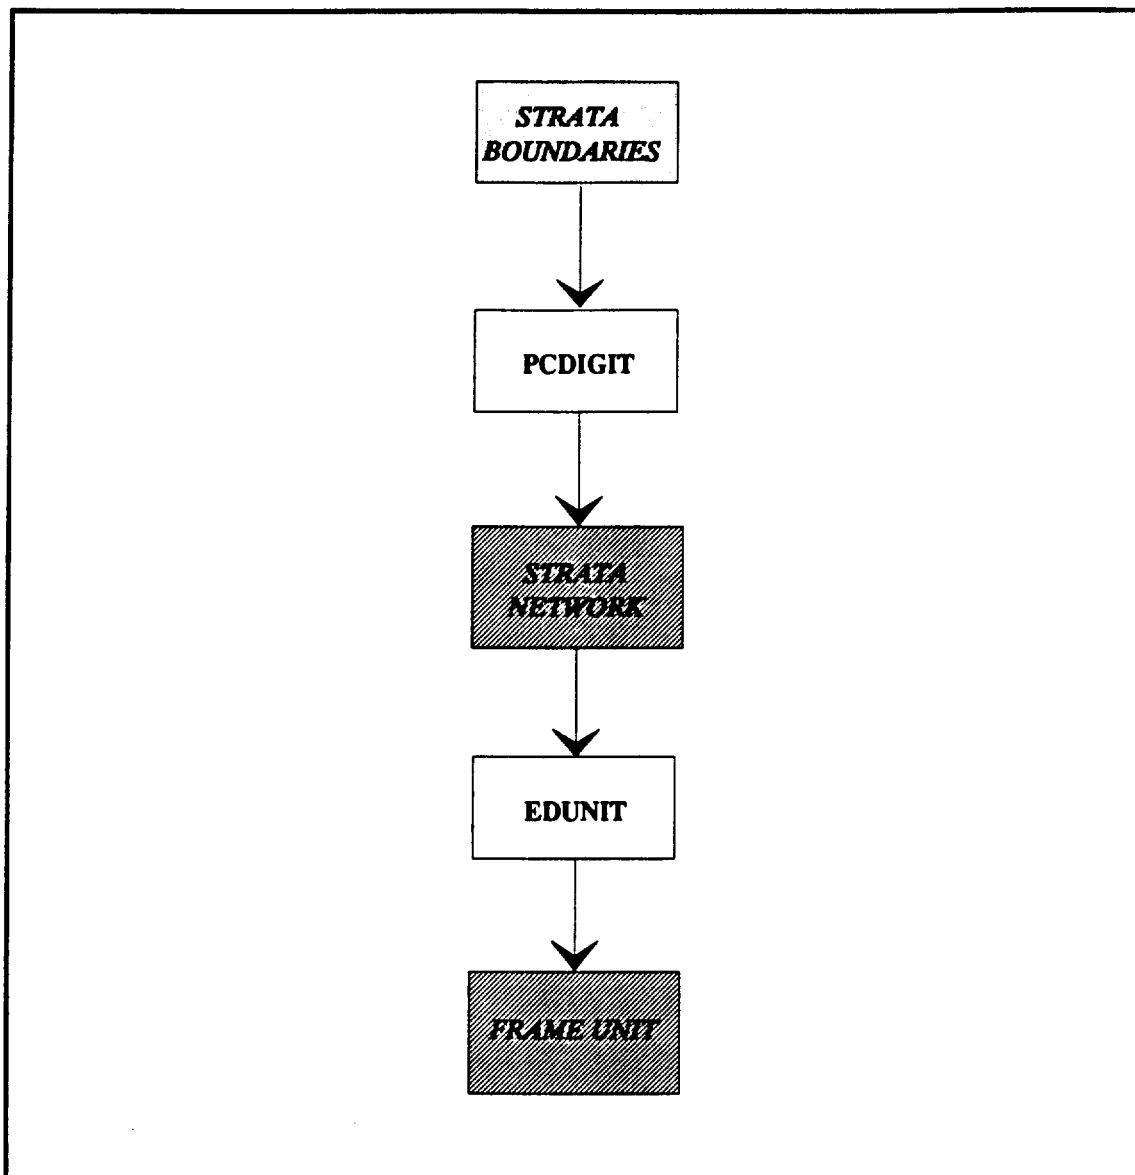 STRATA
BOUNDARIES
PCDIGIT
STRATA
NETWORK
EDUNIT
FRAME UNIT